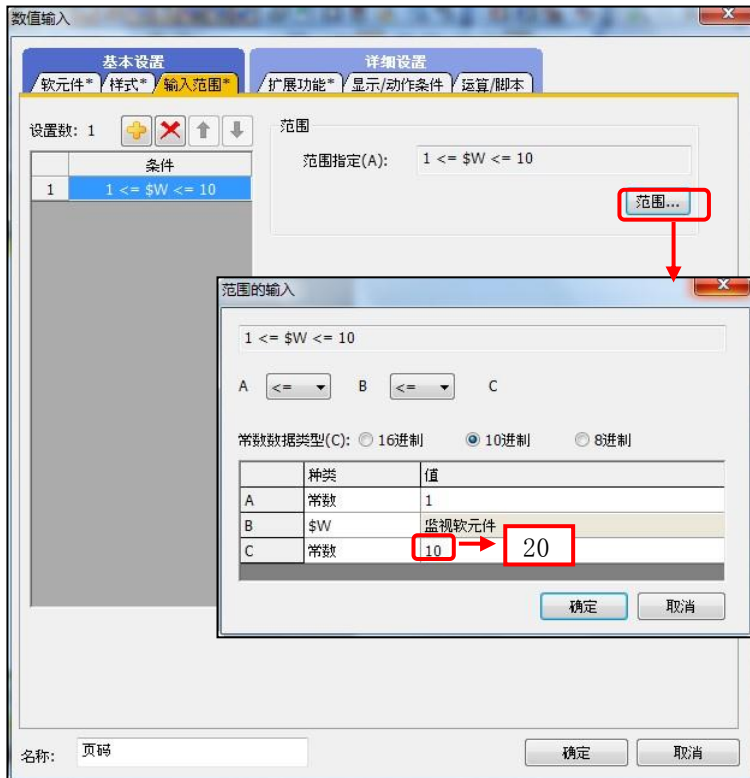 数值输入
基本设置
详细设置
软元件* 样式* 输入范围* 扩展功能* 显示/动作条件 运算/脚本
设置数: 1
条件
1 1 <= $W <= 10
范围
范围指定(A): 1 <= $W <= 10
范围...
范围的输入
1 <= $W <= 10
A <= B <= C
常数数据类型(C): 16进制 10进制 8进制
种类 值
A 常数 1
B $W 监视软元件
C 常数 10
20
确定 取消
名称: 页码
确定 取消